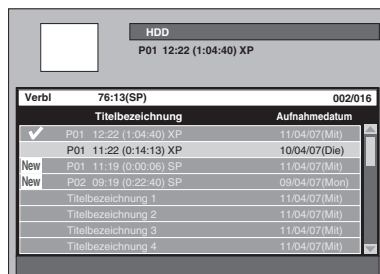 HDD
P01 12:22 (1:04:40) XP
Verbl 76:13(SP) 002/016
Titelbezeichnung Aufnahmedatum
P01 12:22 (1:04:40) XP 11/04/07(Mit)
P01 11:22 (0:14:13) XP 10/04/07(Die)
New P01 11:19 (0:00:06) SP 11/04/07(Mit)
New P02 09:19 (0:22:40) SP 09/04/07(Mon)
Titelbezeichnung 1 11/04/07(Mit)
Titelbezeichnung 2 11/04/07(Mit)
Titelbezeichnung 3 11/04/07(Mit)
Titelbezeichnung 4 11/04/07(Mit)